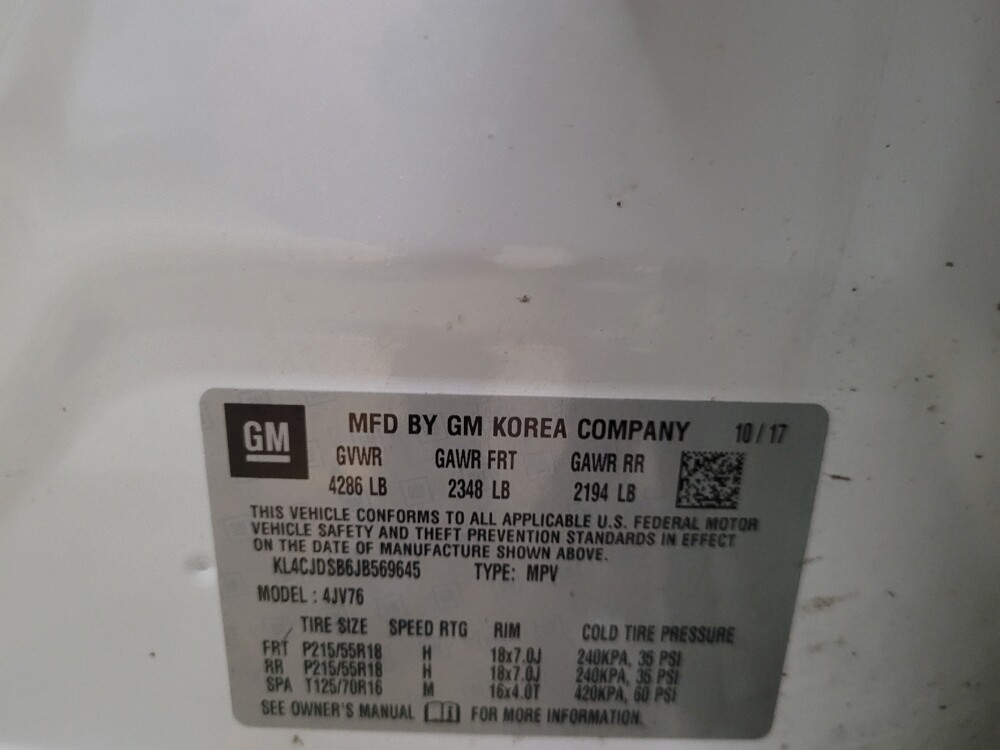 GM
MFD BY GM KOREA COMPANY 10/17
GVWR GAWR FRT GAWR RR
4286 LB 2348 LB 2194 LB
THIS VEHICLE CONFORMS TO ALL APPLICABLE U.S. FEDERAL MOTOR
VEHICLE SAFETY AND THEFT PREVENTION STANDARDS IN EFFECT
ON THE DATE OF MANUFACTURE SHOWN ABOVE.
KL4CJDSB6JB569645 TYPE: MPV
MODEL : 4JV76
TIRE SIZE SPEED RTG RIM COLD TIRE PRESSURE
FRT P215/55R18 H 18x7.0J 240KPA, 35 PSI
RR P215/55R18 H 18x7.0J 240KPA, 35 PSI
SPA T125/70R16 M 16x4.0T 420KPA, 60 PSI
SEE OWNER'S MANUAL FOR MORE INFORMATION.